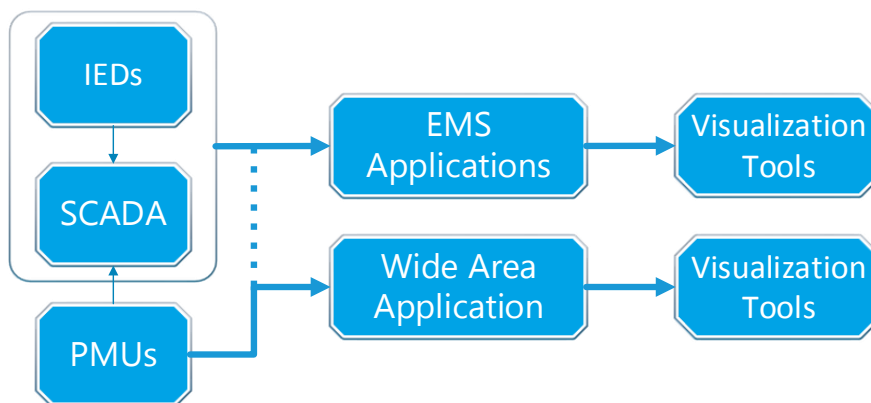 IEDs
SCADA
PMUs
EMS
Applications
Visualization
Tools
Wide Area
Application
Visualization
Tools